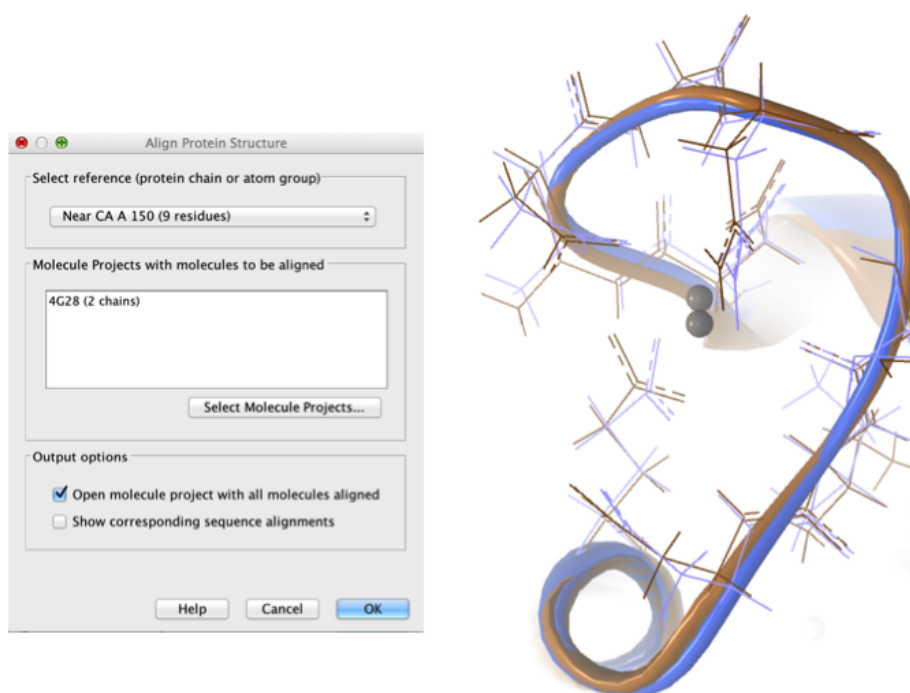 Align Protein Structure
Select reference (protein chain or atom group)
Near CA A 150 (9 residues)
Molecule Projects with molecules to be aligned
4G28 (2 chains)
Select Molecule Projects...
Output options
Open molecule project with all molecules aligned
Show corresponding sequence alignments
Help Cancel OK